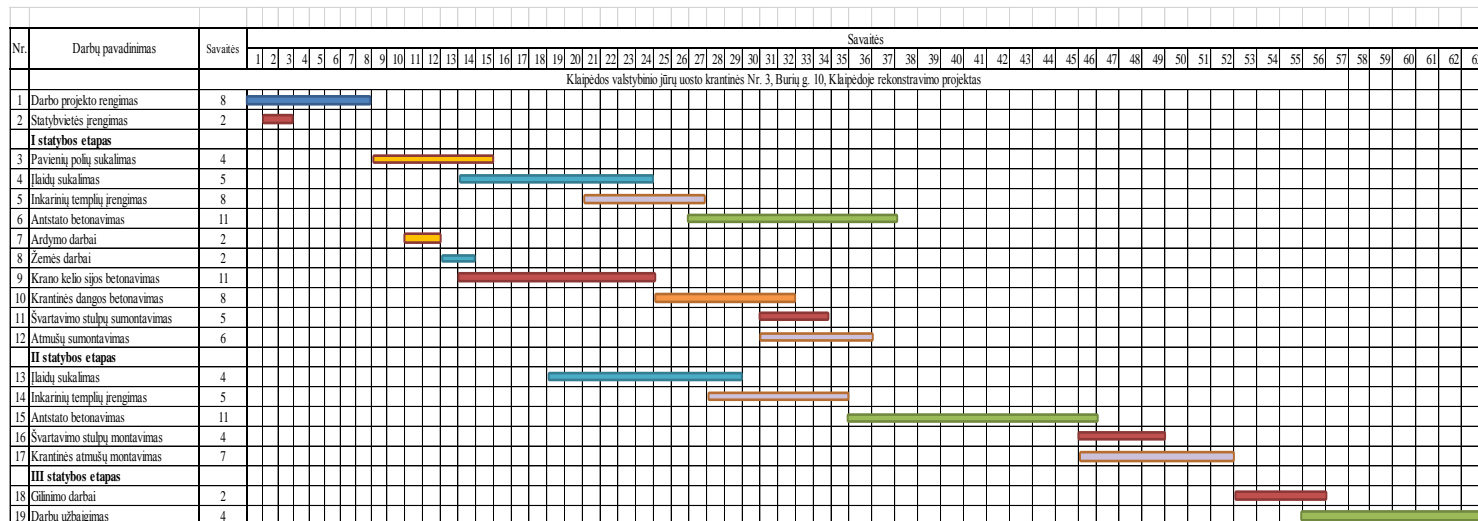 Nr. Darbų pavadinimas Savaitės Savaitės
1 2 3 4 5 6 7 8 9 10 11 12 13 14 15 16 17 18 19 20 21 22 23 24 25 26 27 28 29 30 31 32 33 34 35 36 37 38 39 40 41 42 43 44 45 46 47 48 49 50 51 52 53 54 55 56 57 58 59 60 61 62
Klaipėdos valstybinio jūrų uosto krantinės Nr. 3, Burių g. 10, Klaipėdoje rekonstravimo projektas
1 Darbo projekto rengimas 8
2 Statybvietės įrengimas 2
I statybos etapas
3 Pavienių polių sukalimas 4
4 Įlaidų sukalimas 5
5 Inkarinių templių įrengimas 8
6 Antstato betonavimas 11
7 Ardymo darbai 2
8 Žemės darbai 2
9 Krano kelio sijos betonavimas 11
10 Krantinės dangos betonavimas 8
11 Švartavimo stulpų sumontavimas 5
12 Atmušų sumontavimas 6
II statybos etapas
13 Įlaidų sukalimas 4
14 Inkarinių templių įrengimas 5
15 Antstato betonavimas 11
16 Švartavimo stulpų montavimas 4
17 Krantinės atmušų montavimas 7
III statybos etapas
18 Gilinimo darbai 2
19 Darbų užbaigimas 4